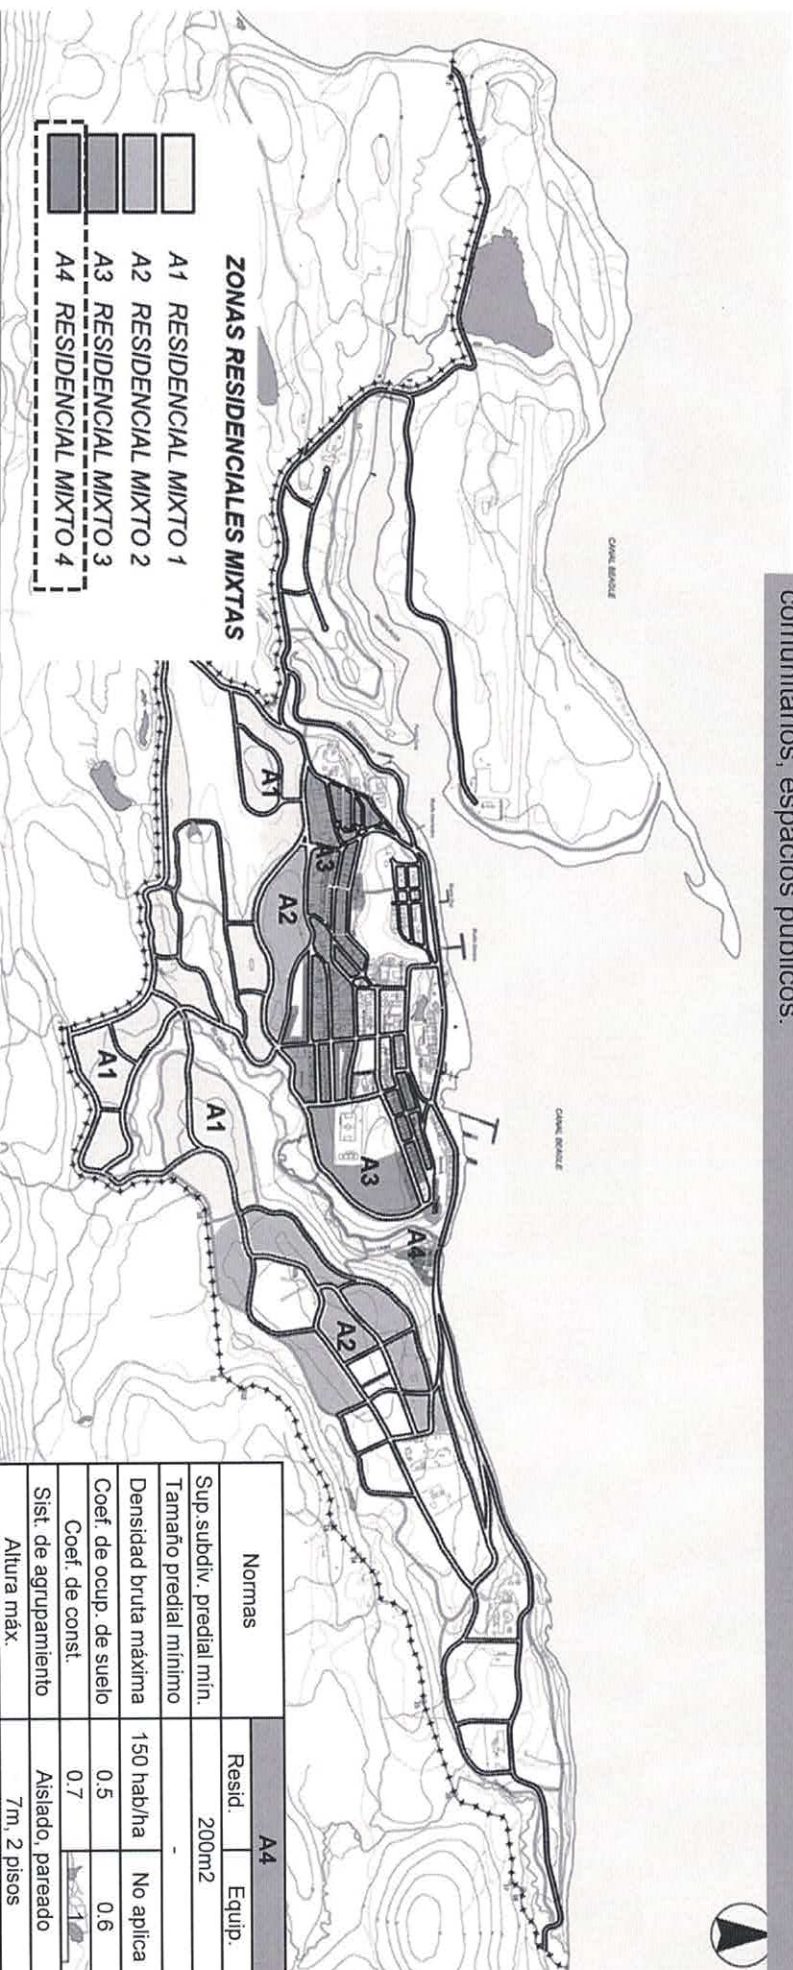 comunitarios, espacios públicos.
CANAL BEAGLE
CANAL BEAGLE
ZONAS RESIDENCIALES MIXTAS
A1 RESIDENCIAL MIXTO 1
A2 RESIDENCIAL MIXTO 2
A3 RESIDENCIAL MIXTO 3
A4 RESIDENCIAL MIXTO 4
A1
A3
A2
A1
A1
A3
A4
A2
Normas A4
Resid. Equip.
Sup.subdiv. predial mín. 200m2
Tamaño predial mínimo -
Densidad bruta máxima 150 hab/ha No aplica
Coef. de ocup. de suelo 0.5 0.6
Coef. de const. 0.7 1
Sist. de agrupamiento Aislado, pareado
Altura máx. 7m, 2 pisos